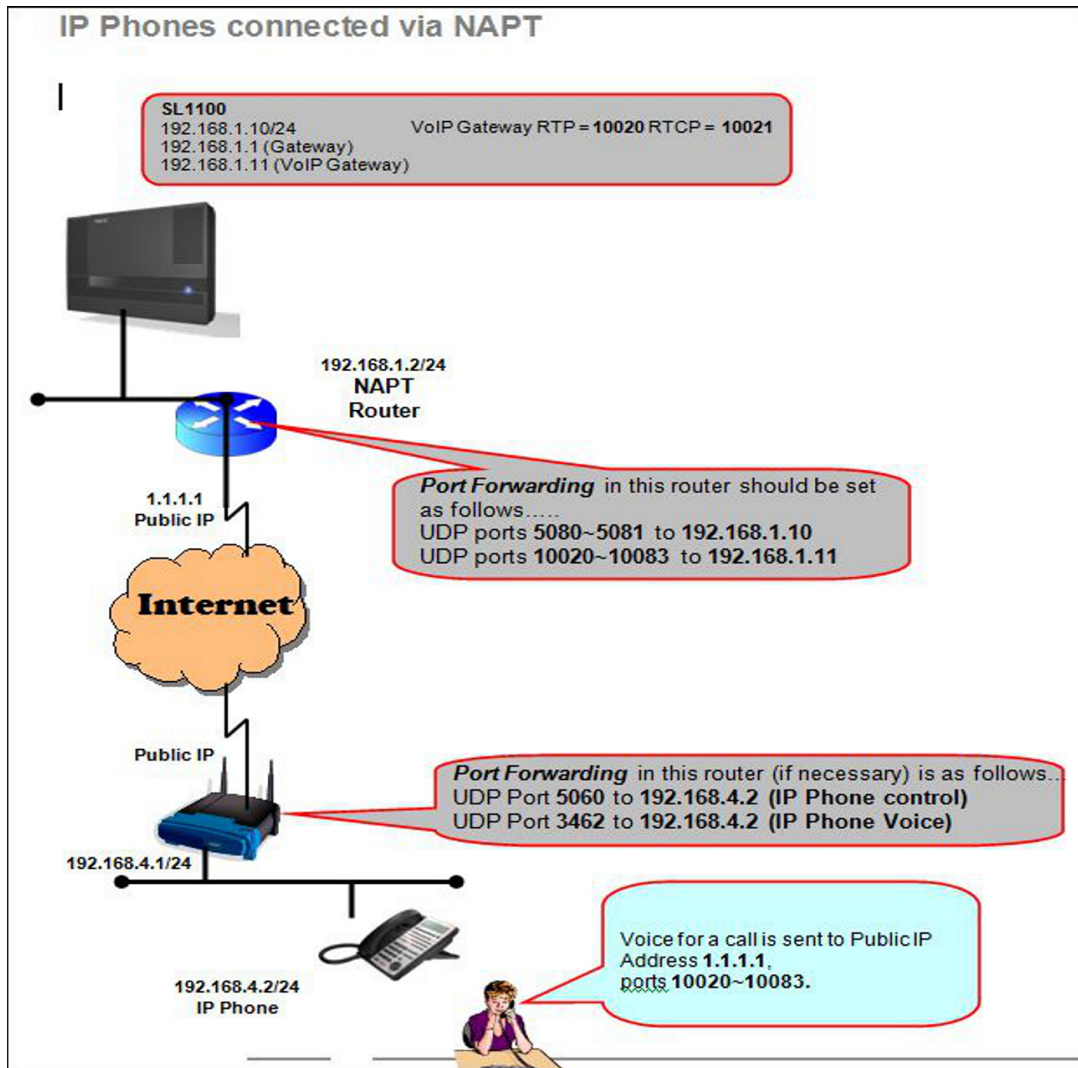 IP Phones connected via NAPT
SL1100
192.168.1.10/24 VoIP Gateway RTP = 10020 RTCP = 10021
192.168.1.1 (Gateway)
192.168.1.11 (VoIP Gateway)
192.168.1.2/24
NAPT
Router
Port Forwarding in this router should be set
as follows.....
UDP ports 5080~5081 to 192.168.1.10
UDP ports 10020~10083 to 192.168.1.11
1.1.1.1
Public IP
Internet
Public IP
Port Forwarding in this router (if necessary) is as follows...
UDP Port 5060 to 192.168.4.2 (IP Phone control)
UDP Port 3462 to 192.168.4.2 (IP Phone Voice)
192.168.4.1/24
Voice for a call is sent to Public IP
Address 1.1.1.1,
ports 10020~10083.
192.168.4.2/24
IP Phone